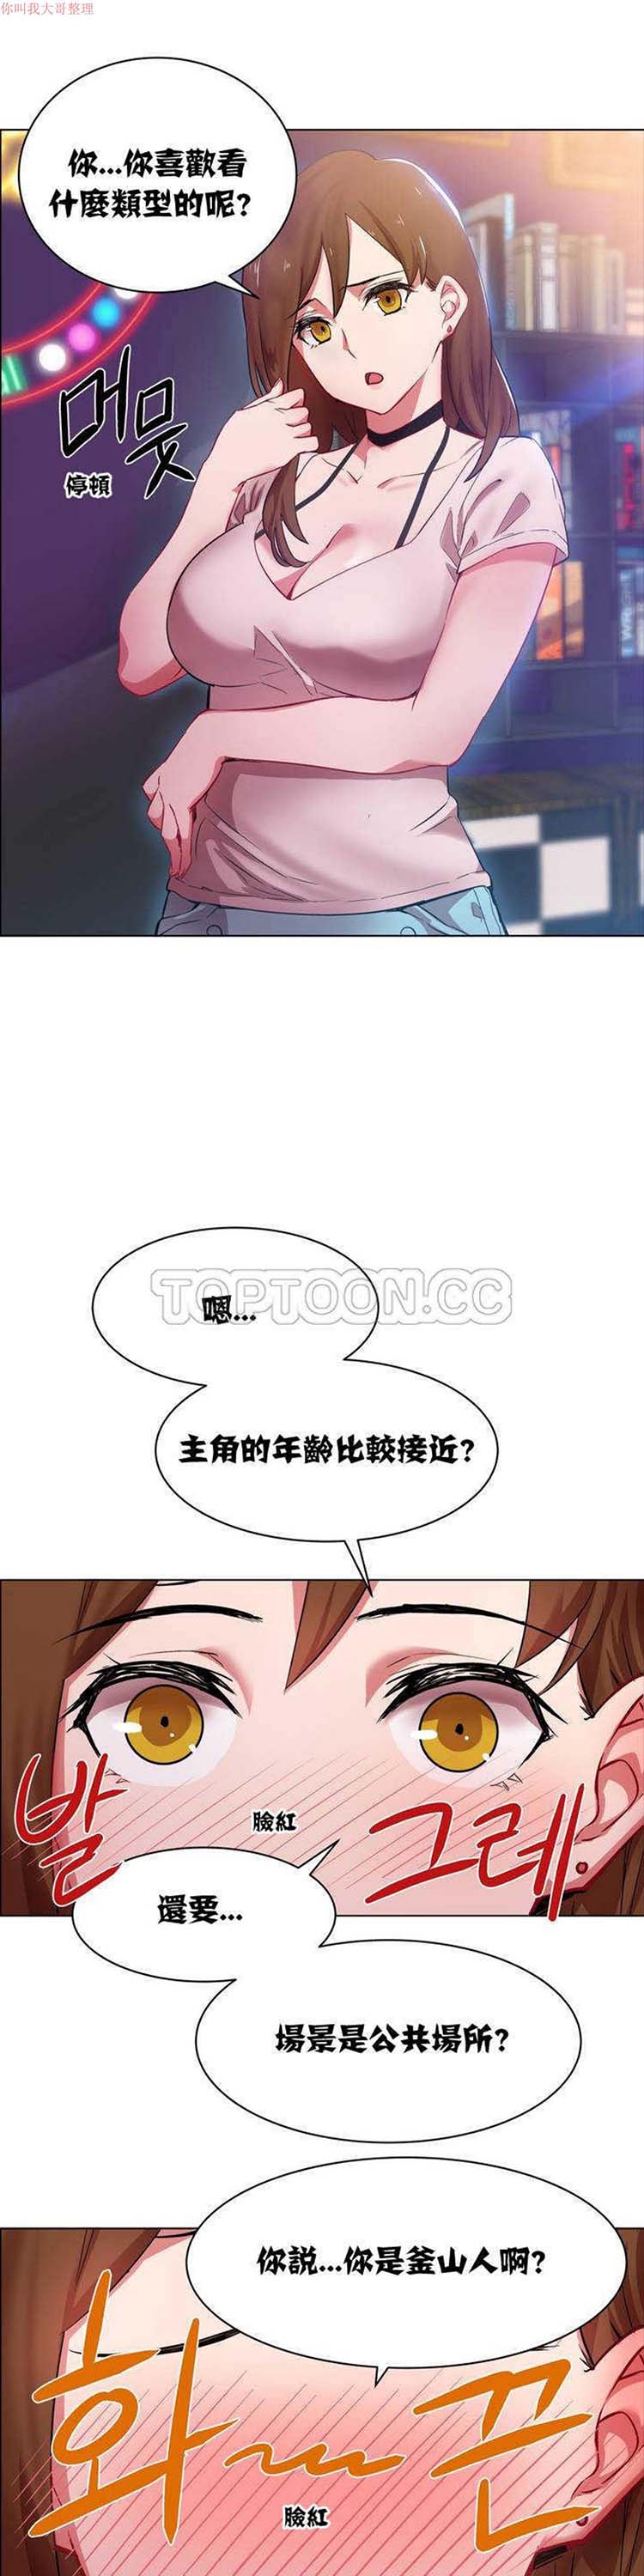 你叫我大哥整理
你...你喜歡看
什麼類型的呢?
머뭇
停頓
TOPTOON.CC
嗯...
主角的年齡比較接近?
발그레
臉紅
還要...
場景是公共場所?
你說...你是釜山人啊?
화~끈
臉紅